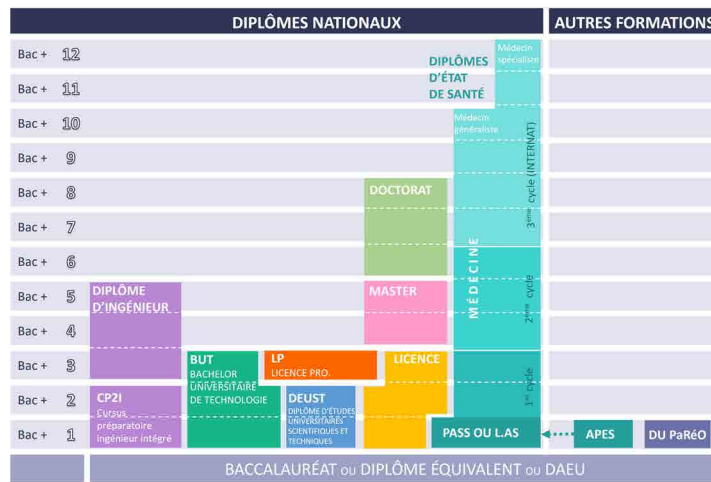 DIPLÔMES NATIONAUX
AUTRES FORMATIONS
Bac + 12
Bac + 11
Bac + 10
Bac + 9
Bac + 8
Bac + 7
Bac + 6
Bac + 5
Bac + 4
Bac + 3
Bac + 2
Bac + 1
DIPLÔMES
D'ÉTAT
DE SANTÉ
Médecin
spécialiste
Médecin
généraliste
3ème cycle (INTERNAT)
2ème cycle
1er cycle
MÉDECINE
DOCTORAT
MASTER
DIPLÔME
D'INGÉNIEUR
CP2I
Cursus
préparatoire
ingénieur intégré
BUT
BACHELOR
UNIVERSITAIRE
DE TECHNOLOGIE
LP
LICENCE PRO.
LICENCE
DEUST
DIPLÔME D'ÉTUDES
UNIVERSITAIRES
SCIENTIFIQUES ET
TECHNIQUES
PASS OU L.AS
APES
DU PaRéO
BACCALAURÉAT OU DIPLÔME ÉQUIVALENT OU DAEU